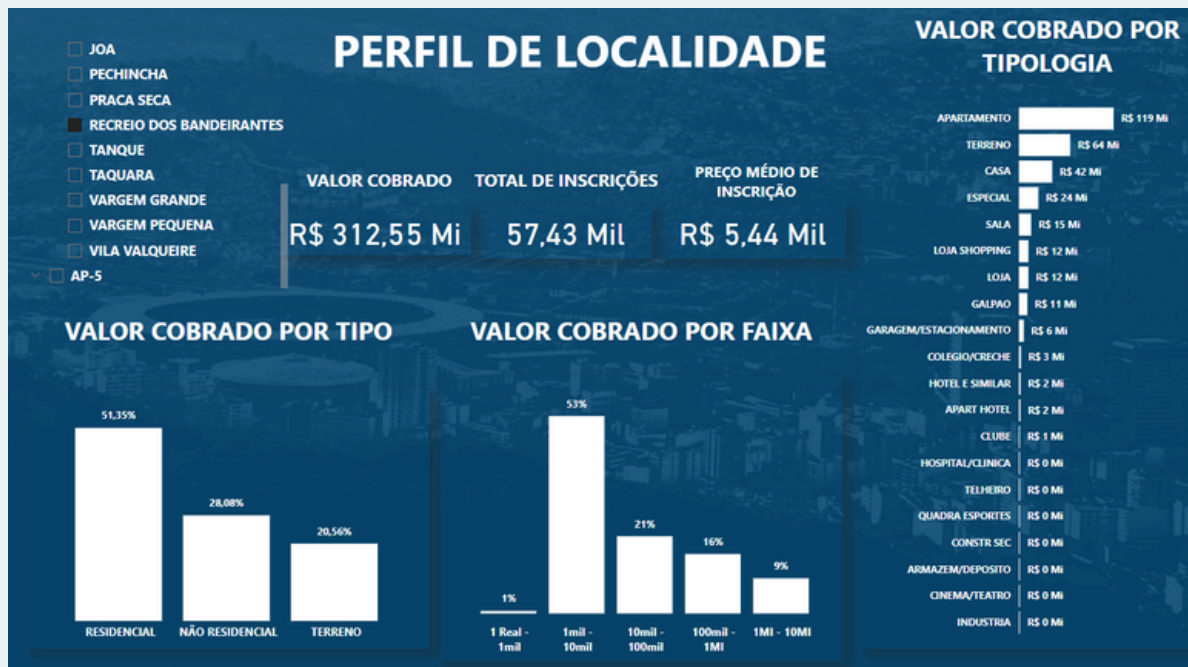 JOA
PECHINCHA
PRACA SECA
RECREIO DOS BANDEIRANTES
TANQUE
TAQUARA
VARGEM GRANDE
VARGEM PEQUENA
VILA VALQUEIRE
AP-5
PERFIL DE LOCALIDADE
VALOR COBRADO
R$ 312,55 Mi
TOTAL DE INSCRIÇÕES
57,43 Mil
PREÇO MÉDIO DE
INSCRIÇÃO
R$ 5,44 Mil
VALOR COBRADO POR TIPO
51,35%
28,08%
20,56%
RESIDENCIAL
NÃO RESIDENCIAL
TERRENO
VALOR COBRADO POR FAIXA
1%
53%
21%
16%
9%
1 Real -
1mil
1mil -
10mil
10mil -
100mil
100mil -
1MI
1MI - 10MI
VALOR COBRADO POR
TIPOLOGIA
APARTAMENTO R$ 119 Mi
TERRENO R$ 64 Mi
CASA R$ 42 Mi
ESPECIAL R$ 24 Mi
SALA R$ 15 Mi
LOJA SHOPPING R$ 12 Mi
LOJA R$ 12 Mi
GALPAO R$ 11 Mi
GARAGEM/ESTACIONAMENTO R$ 6 Mi
COLEGIO/CRECHE R$ 3 Mi
HOTEL E SIMILAR R$ 2 Mi
APART HOTEL R$ 2 Mi
CLUBE R$ 1 Mi
HOSPITAL/CLINICA R$ 0 Mi
TELHEIRO R$ 0 Mi
QUADRA ESPORTES R$ 0 Mi
CONSTR SEC R$ 0 Mi
ARMAZEM/DEPOSITO R$ 0 Mi
CINEMA/TEATRO R$ 0 Mi
INDUSTRIA R$ 0 Mi